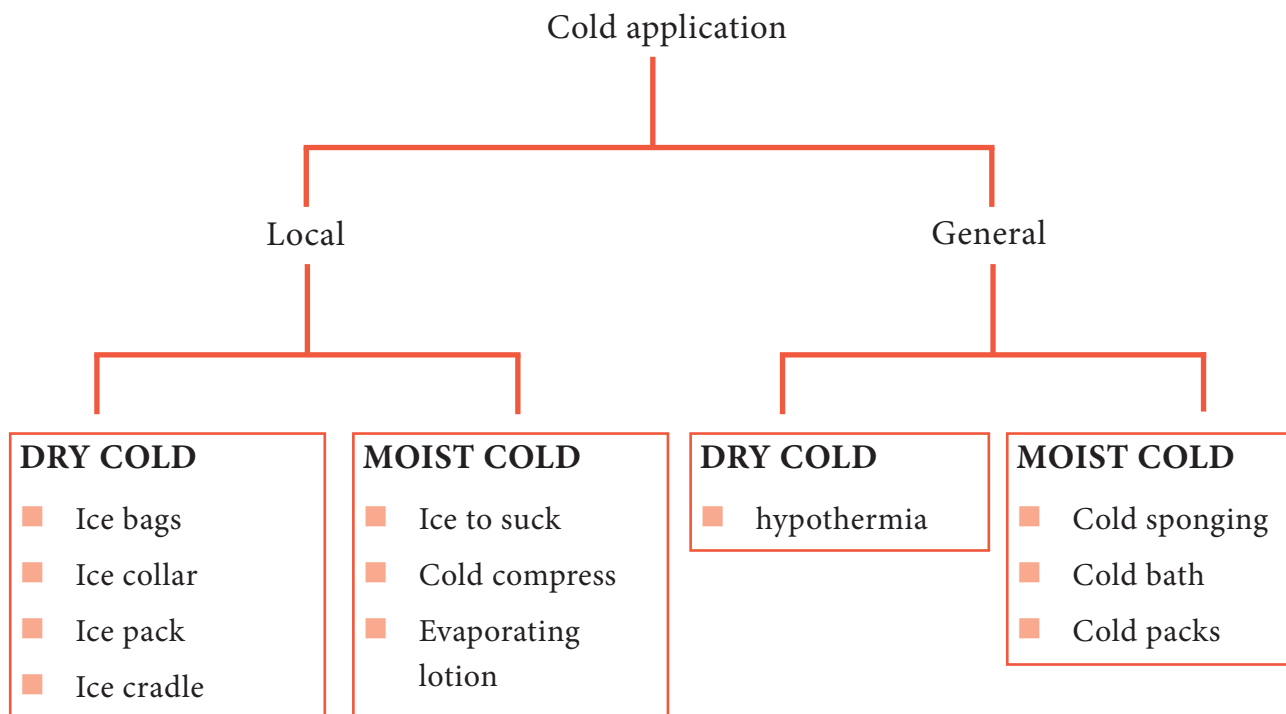 Cold application
Local
General
DRY COLD
Ice bags
Ice collar
Ice pack
Ice cradle
MOIST COLD
Ice to suck
Cold compress
Evaporating
lotion
DRY COLD
hypothermia
MOIST COLD
Cold sponging
Cold bath
Cold packs